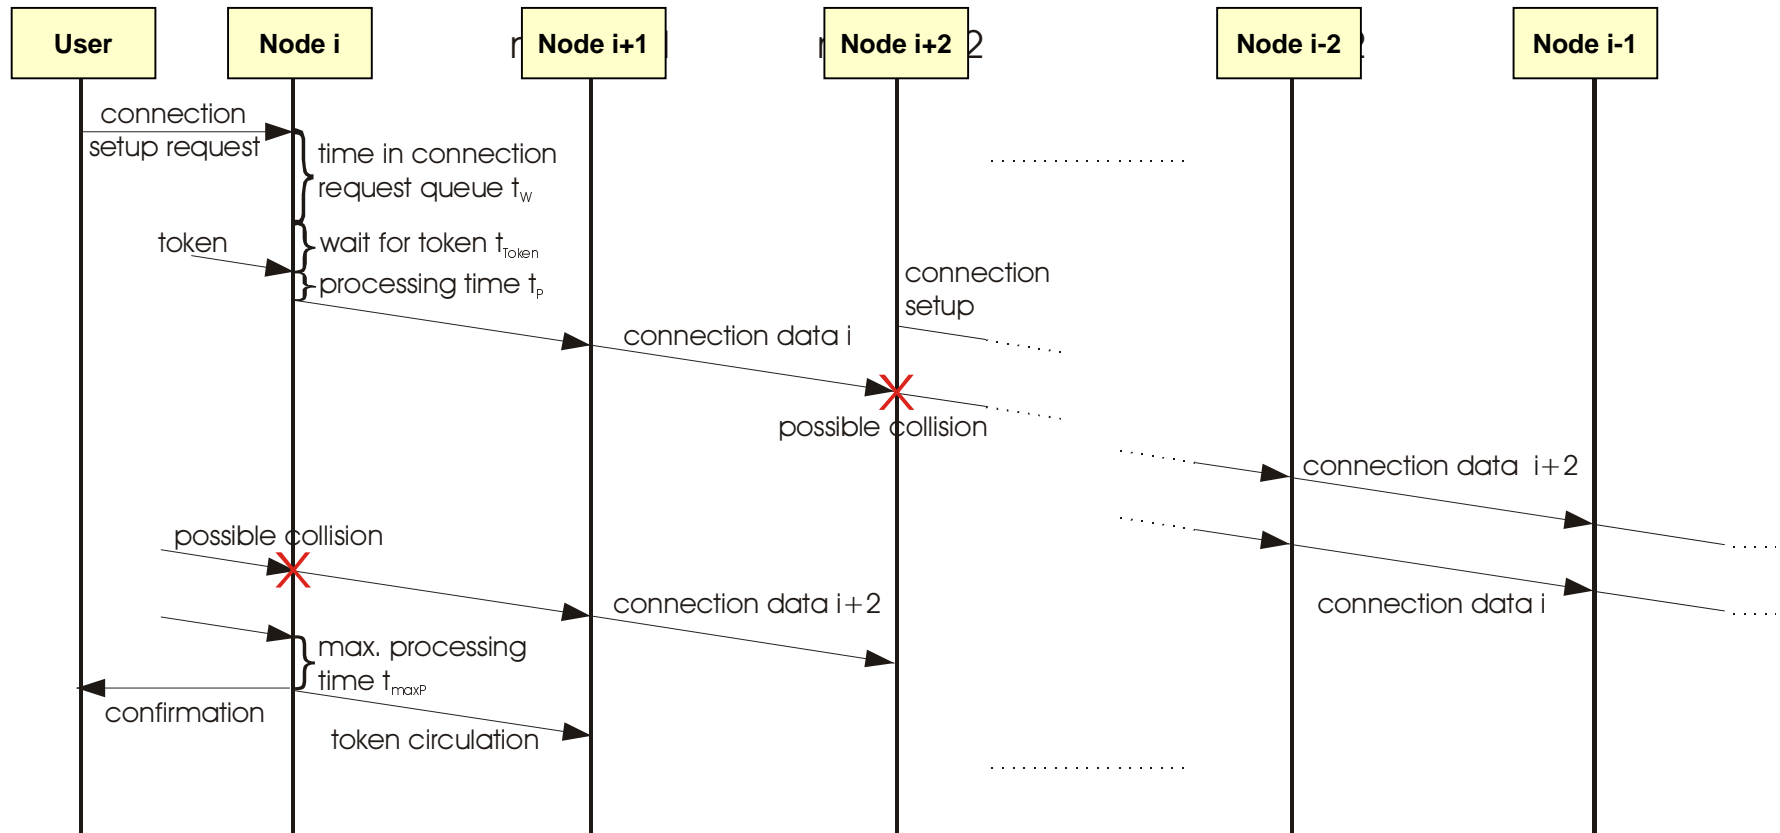 User
Node i
Node i+1
Node i+2
2
Node i-2
Node i-1
connection
setup request
time in connection
request queue tW
token
wait for token tToken
processing time tP
connection
setup
connection data i
possible collision
connection data i+2
possible collision
connection data i+2
connection data i
max. processing
time tmaxP
confirmation
token circulation